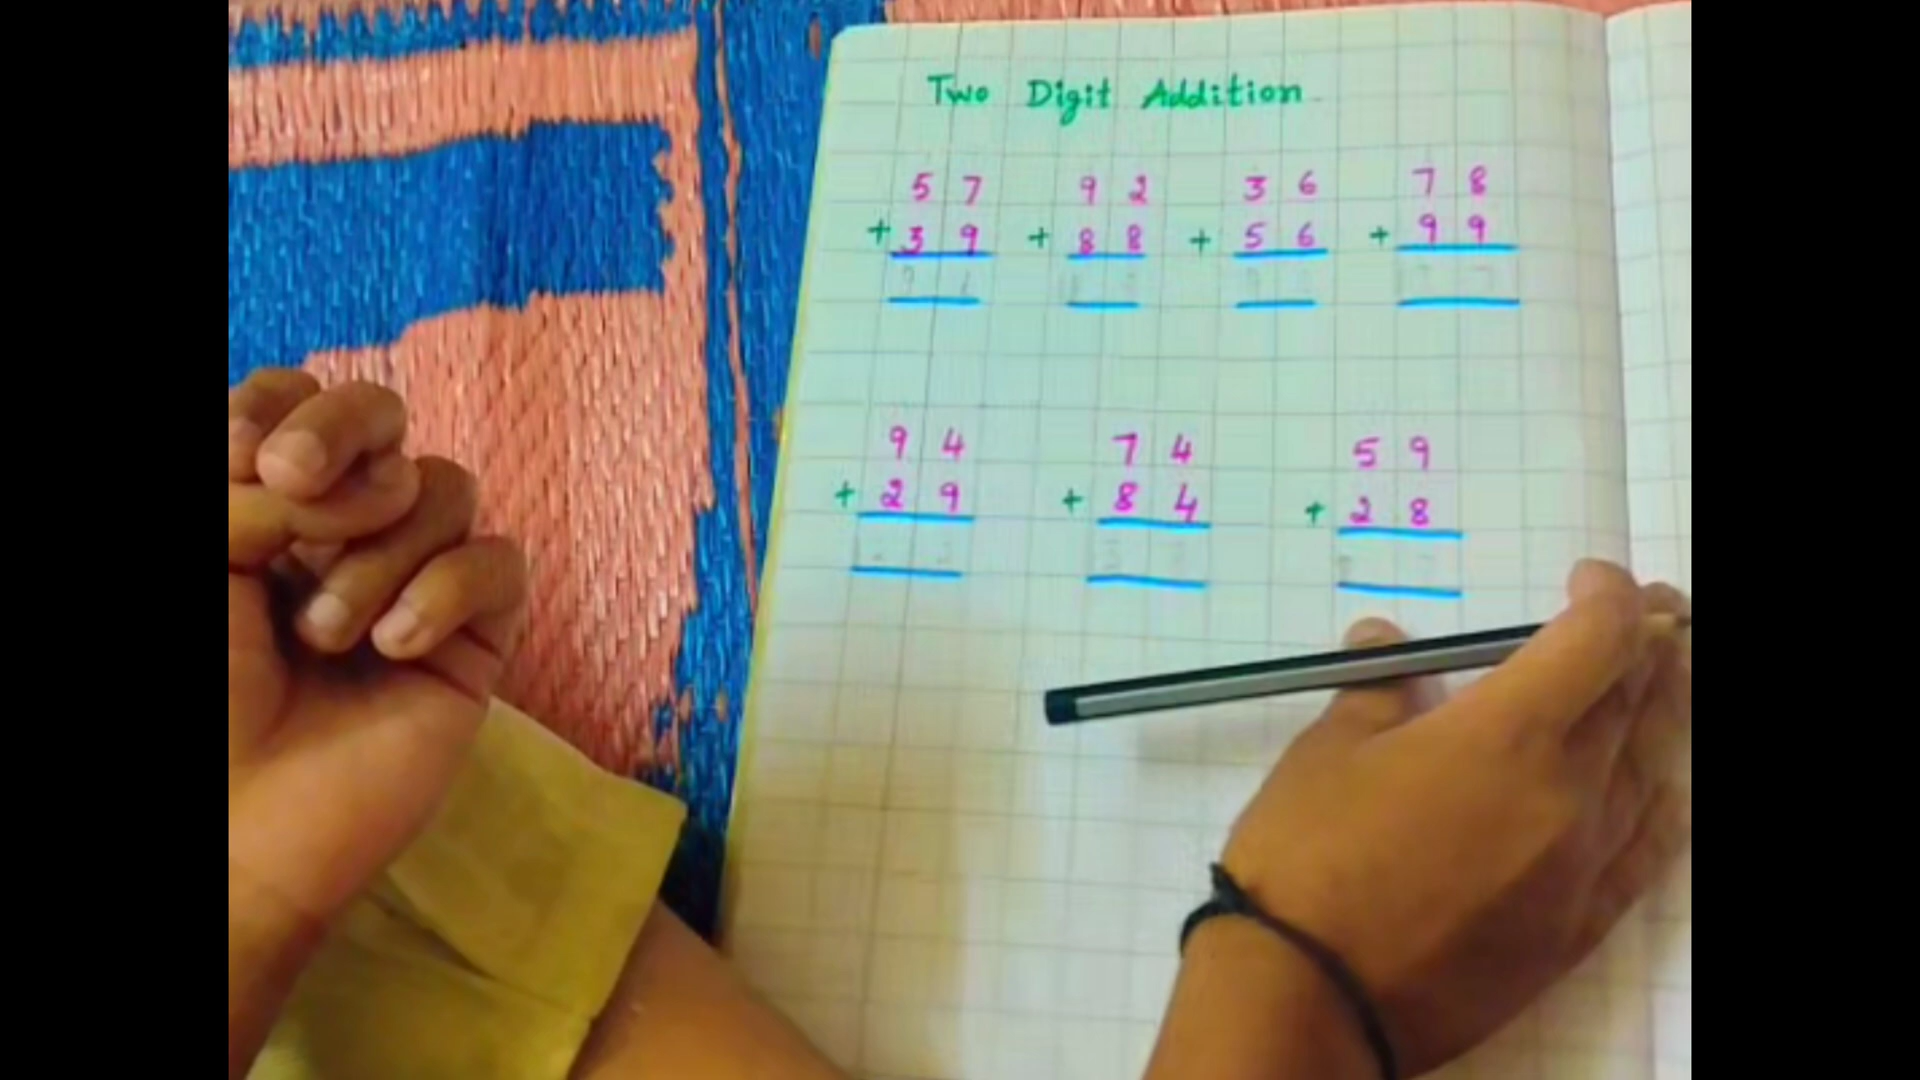 Two Digit Addition
5 7 9 2 3 6 7 8
+ 3 9 + 8 8 + 5 6 + 9 9
9 4 7 4 5 9
+ 2 9 + 8 4 + 2 8